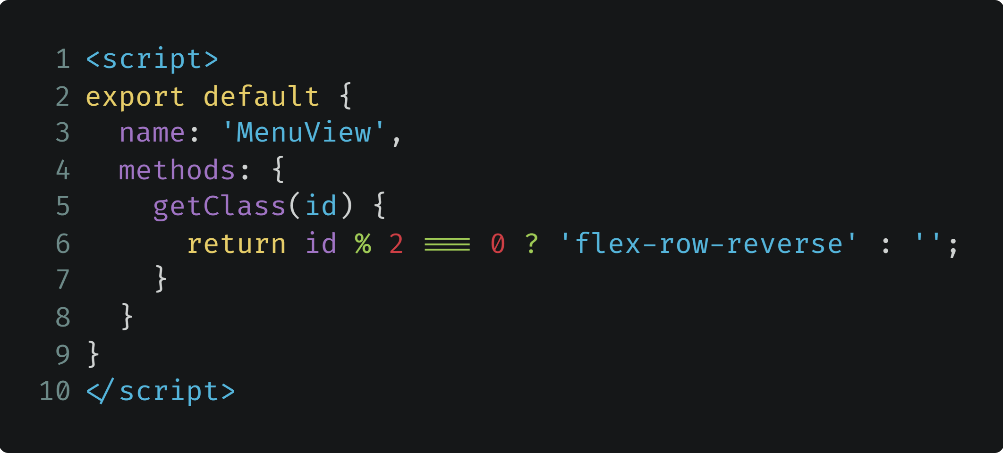 1 <script>
2 export default {
3   name: 'MenuView',
4   methods: {
5     getClass(id) {
6       return id % 2 === 0 ? 'flex-row-reverse' : '';
7     }
8   }
9 }
10 </script>